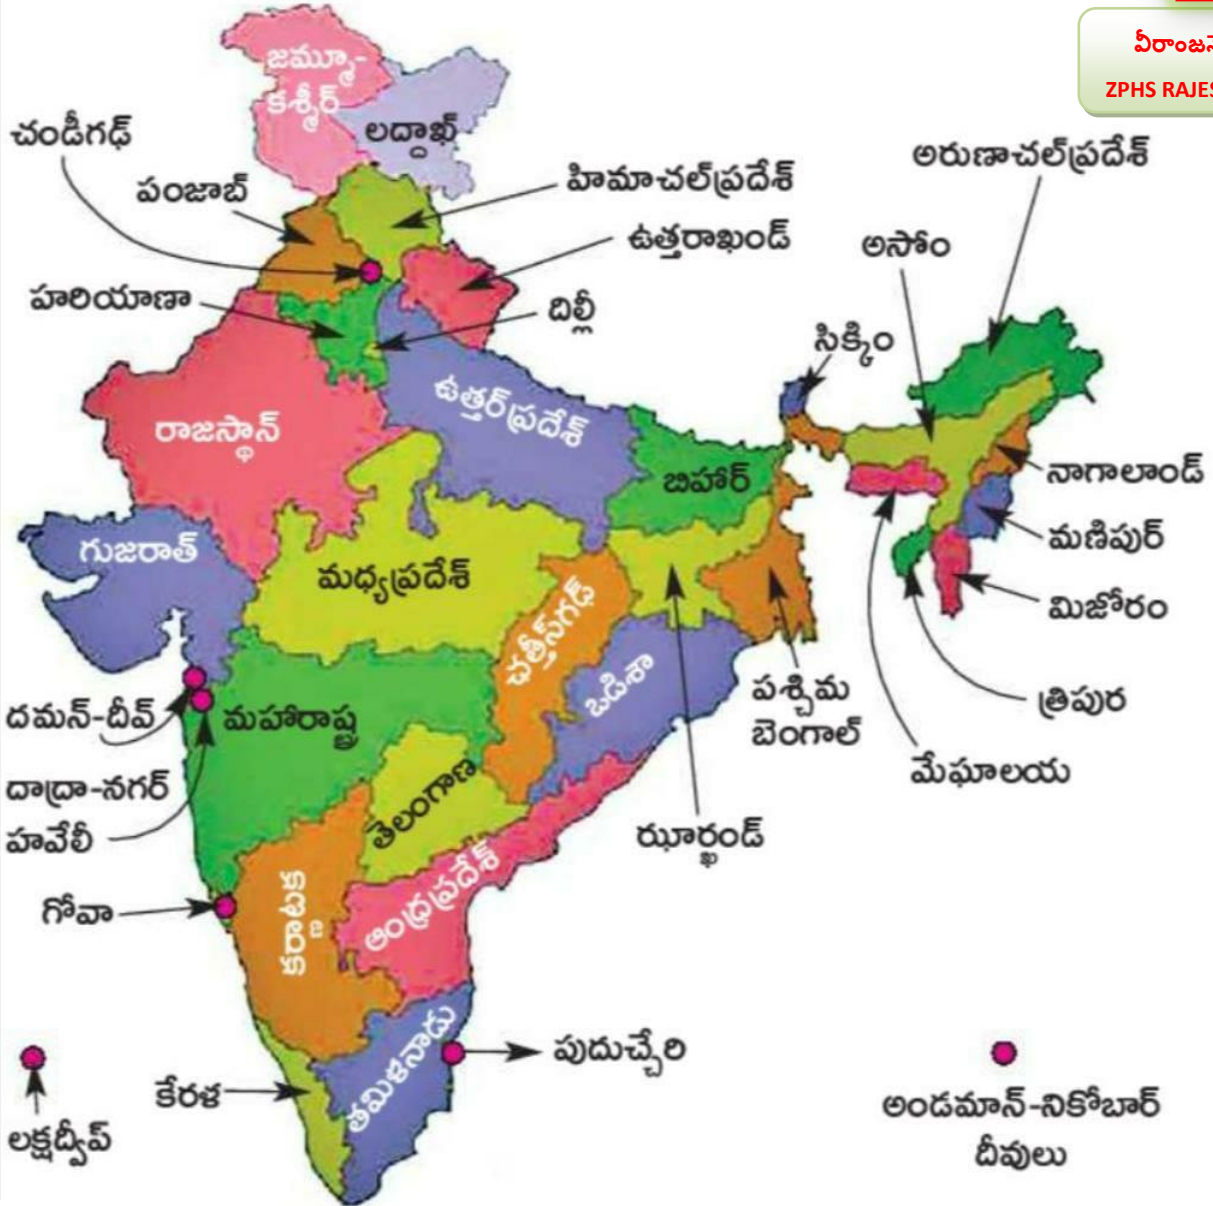 వీరాంజనే
ZPHS RAJES
జమ్మూ-
కశ్మీర్
లద్దాఖ్
చండీగఢ్
పంజాబ్
హిమాచల్‌ప్రదేశ్
అరుణాచల్‌ప్రదేశ్
ఉత్తరాఖండ్
అసోం
హరియాణా
దిల్లీ
సిక్కిం
ఉత్తర్‌ప్రదేశ్
రాజస్థాన్
బిహార్
నాగాలాండ్
గుజరాత్
మణిపుర్
మధ్యప్రదేశ్
మిజోరం
ఛత్తీస్‌గఢ్
ఒడిశా
పశ్చిమ
బెంగాల్
త్రిపుర
దమన్-దీవ్
మహారాష్ట్ర
మేఘాలయ
దాద్రా-నగర్
హవేలీ
తెలంగాణ
ఝార్ఖండ్
గోవా
కర్ణాటక
ఆంధ్రప్రదేశ్
పుదుచ్చేరి
కేరళ
తమిళనాడు
లక్షద్వీప్
అండమాన్-నికోబార్
దీవులు